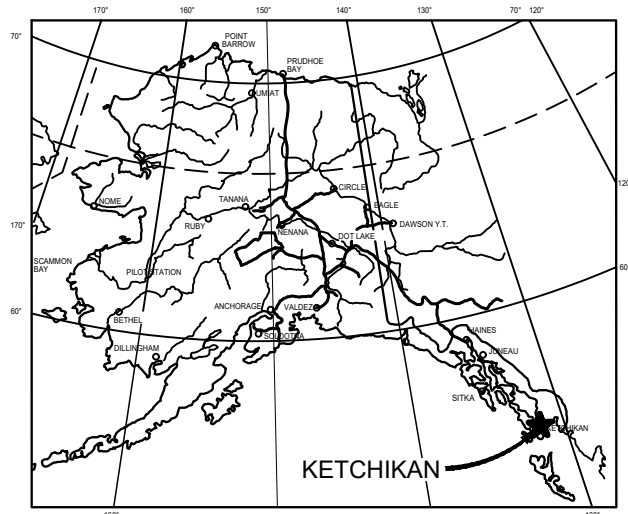 170° 160° 150° 140° 130° 70° 120°
70°
POINT
BARROW
PRUDHOE
BAY
UMIAT
120°
CIRCLE
TANANA
EAGLE
NOME
RUBY
DAWSON Y.T.
170°
NENANA
DOT LAKE
SCAMMON
BAY
PILOT STATION
60°
ANCHORAGE
VALDEZ
60°
BETHEL
SOLDOTNA
HAINES
DILLINGHAM
JUNEAU
SITKA
KETCHIKAN
KETCHIKAN
150°
140°